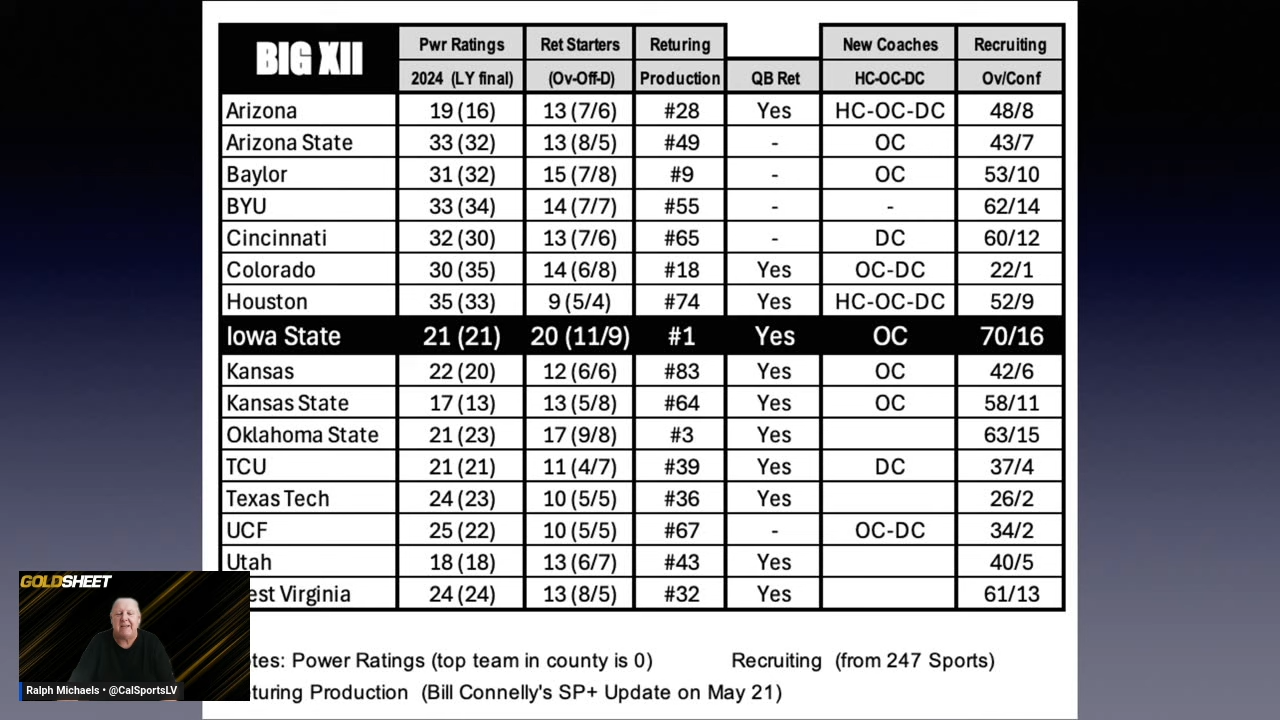 BIG XII Pwr Ratings Ret Starters Returing New Coaches Recruiting
2024 (LY final) (Ov-Off-D) Production QB Ret HC-OC-DC Ov/Conf
Arizona 19 (16) 13 (7/6) #28 Yes HC-OC-DC 48/8
Arizona State 33 (32) 13 (8/5) #49 - OC 43/7
Baylor 31 (32) 15 (7/8) #9 - OC 53/10
BYU 33 (34) 14 (7/7) #55 - - 62/14
Cincinnati 32 (30) 13 (7/6) #65 - DC 60/12
Colorado 30 (35) 14 (6/8) #18 Yes OC-DC 22/1
Houston 35 (33) 9 (5/4) #74 Yes HC-OC-DC 52/9
Iowa State 21 (21) 20 (11/9) #1 Yes OC 70/16
Kansas 22 (20) 12 (6/6) #83 Yes OC 42/6
Kansas State 17 (13) 13 (5/8) #64 Yes OC 58/11
Oklahoma State 21 (23) 17 (9/8) #3 Yes 63/15
TCU 21 (21) 11 (4/7) #39 Yes DC 37/4
Texas Tech 24 (23) 10 (5/5) #36 Yes 26/2
UCF 25 (22) 10 (5/5) #67 - OC-DC 34/2
Utah 18 (18) 13 (6/7) #43 Yes 40/5
est Virginia 24 (24) 13 (8/5) #32 Yes 61/13
otes: Power Ratings (top team in county is 0) Recruiting (from 247 Sports)
turing Production (Bill Connelly's SP+ Update on May 21)
GOLDSHEET
Ralph Michaels • @CalSportsLV